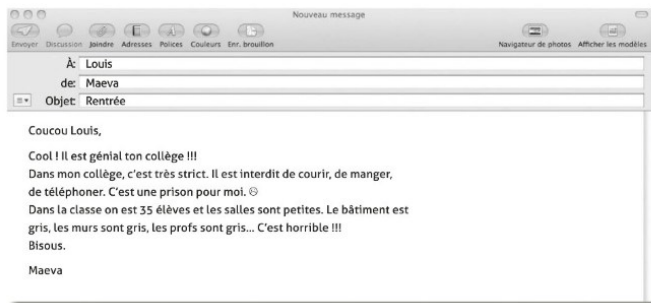 Nouveau message
Envoyer Discussion Joindre Adresses Polices Couleurs Enr. brouillon Navigateur de photos Afficher les modèles
À: Louis
de: Maeva
Objet: Rentrée
Coucou Louis,
Cool ! Il est génial ton collège !!!
Dans mon collège, c'est très strict. Il est interdit de courir, de manger,
de téléphoner. C'est une prison pour moi. ☹
Dans la classe on est 35 élèves et les salles sont petites. Le bâtiment est
gris, les murs sont gris, les profs sont gris... C'est horrible !!!
Bisous.
Maeva